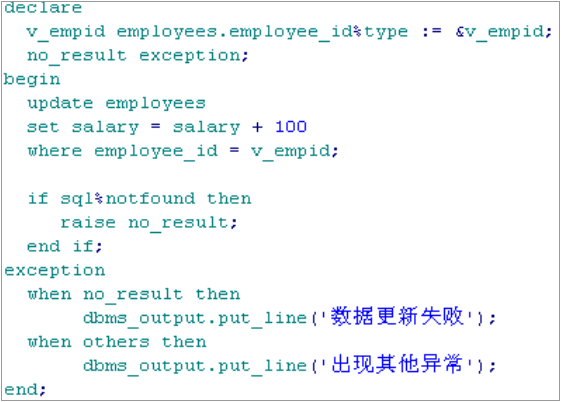 declare
  v_empid employees.employee_id%type := &v_empid;
  no_result exception;
begin
  update employees
  set salary = salary + 100
  where employee_id = v_empid;
  if sql%notfound then
     raise no_result;
  end if;
exception
  when no_result then
       dbms_output.put_line('数据更新失败');
  when others then
       dbms_output.put_line('出现其他异常');
end;